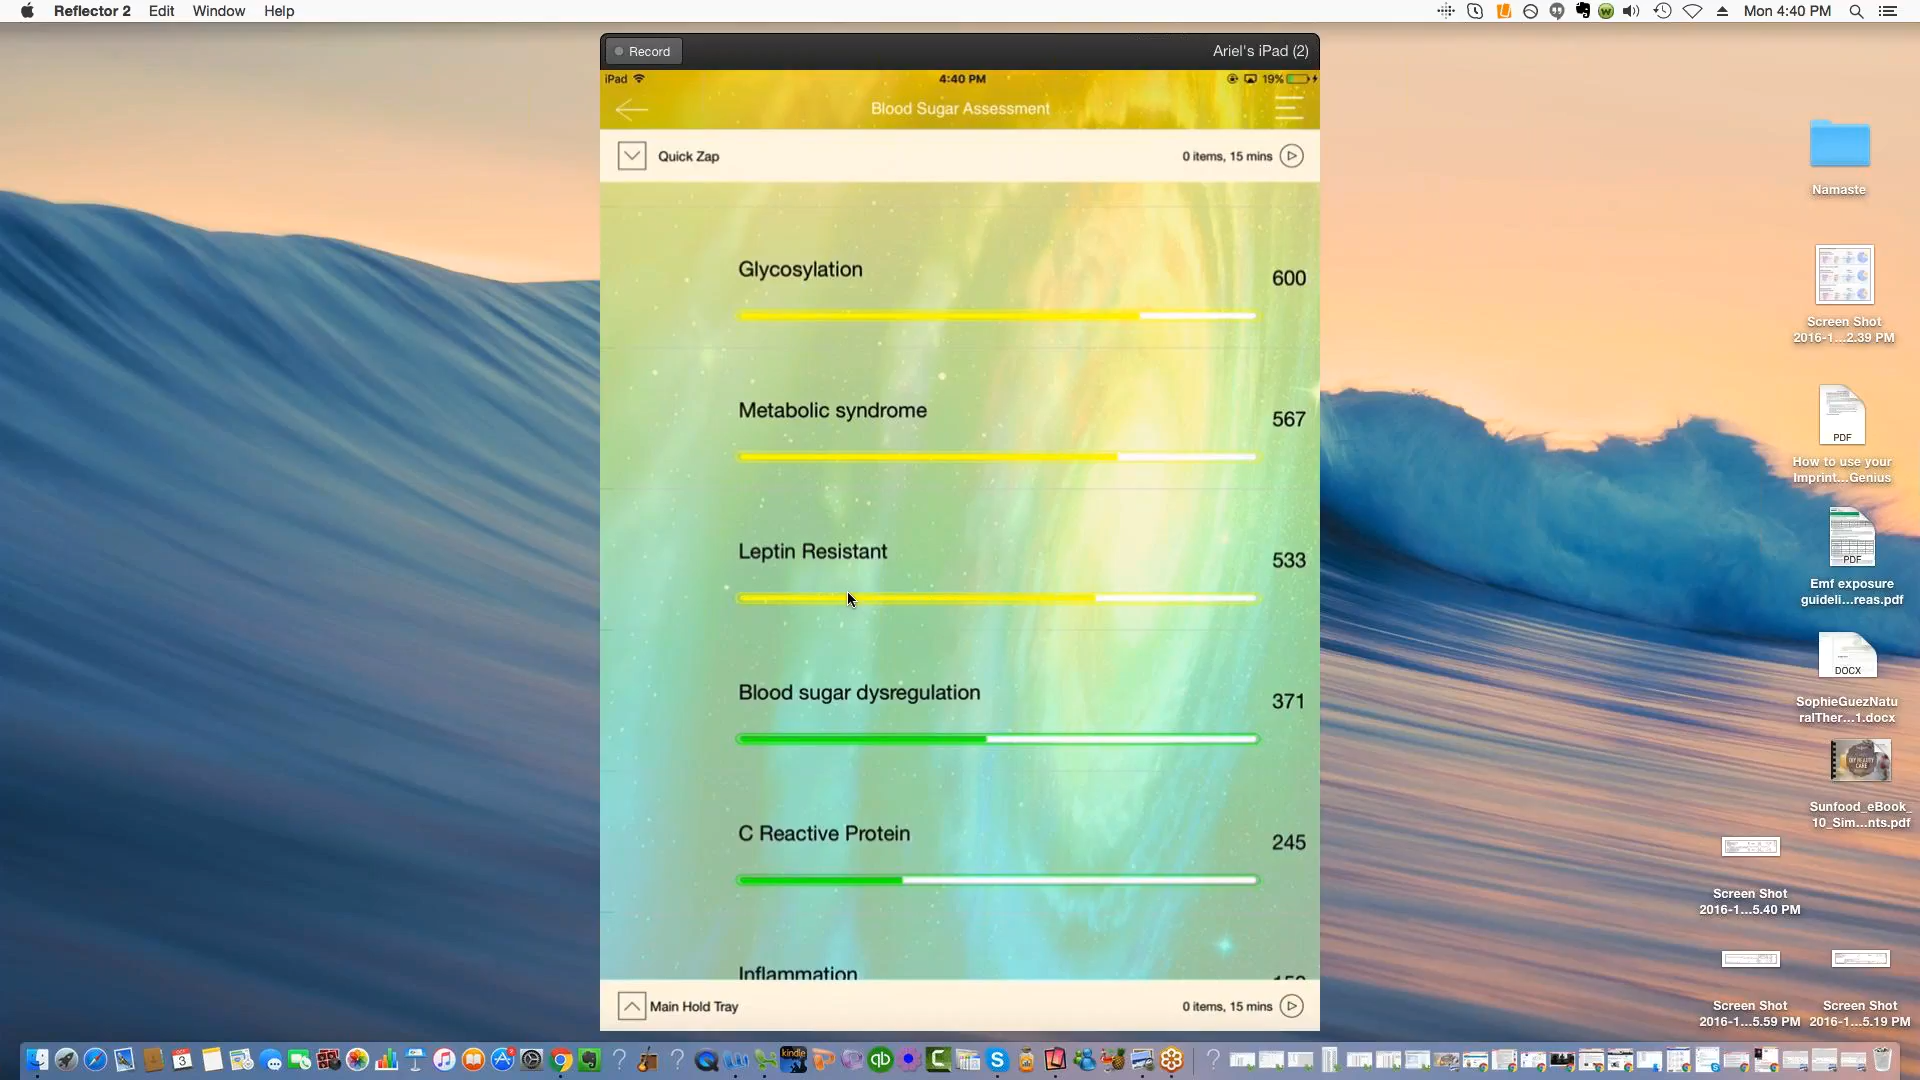 Reflector 2 Edit Window Help
Mon 4:40 PM
Record
Ariel's iPad (2)
iPad
4:40 PM
19%
Blood Sugar Assessment
Quick Zap
0 items, 15 mins
Glycosylation
600
Metabolic syndrome
567
Leptin Resistant
533
Blood sugar dysregulation
371
C Reactive Protein
245
Inflammation
Main Hold Tray
0 items, 15 mins
Namaste
Screen Shot
2016-1...2.39 PM
PDF
How to use your
Imprint...Genius
PDF
Emf exposure
guideli...reas.pdf
DOCX
SophieGuezNatu
ralTher...1.docx
Sunfood_eBook_
10_Sim...nts.pdf
Screen Shot
2016-1...5.40 PM
Screen Shot
2016-1...5.59 PM
Screen Shot
2016-1...5.19 PM
kindle
qb